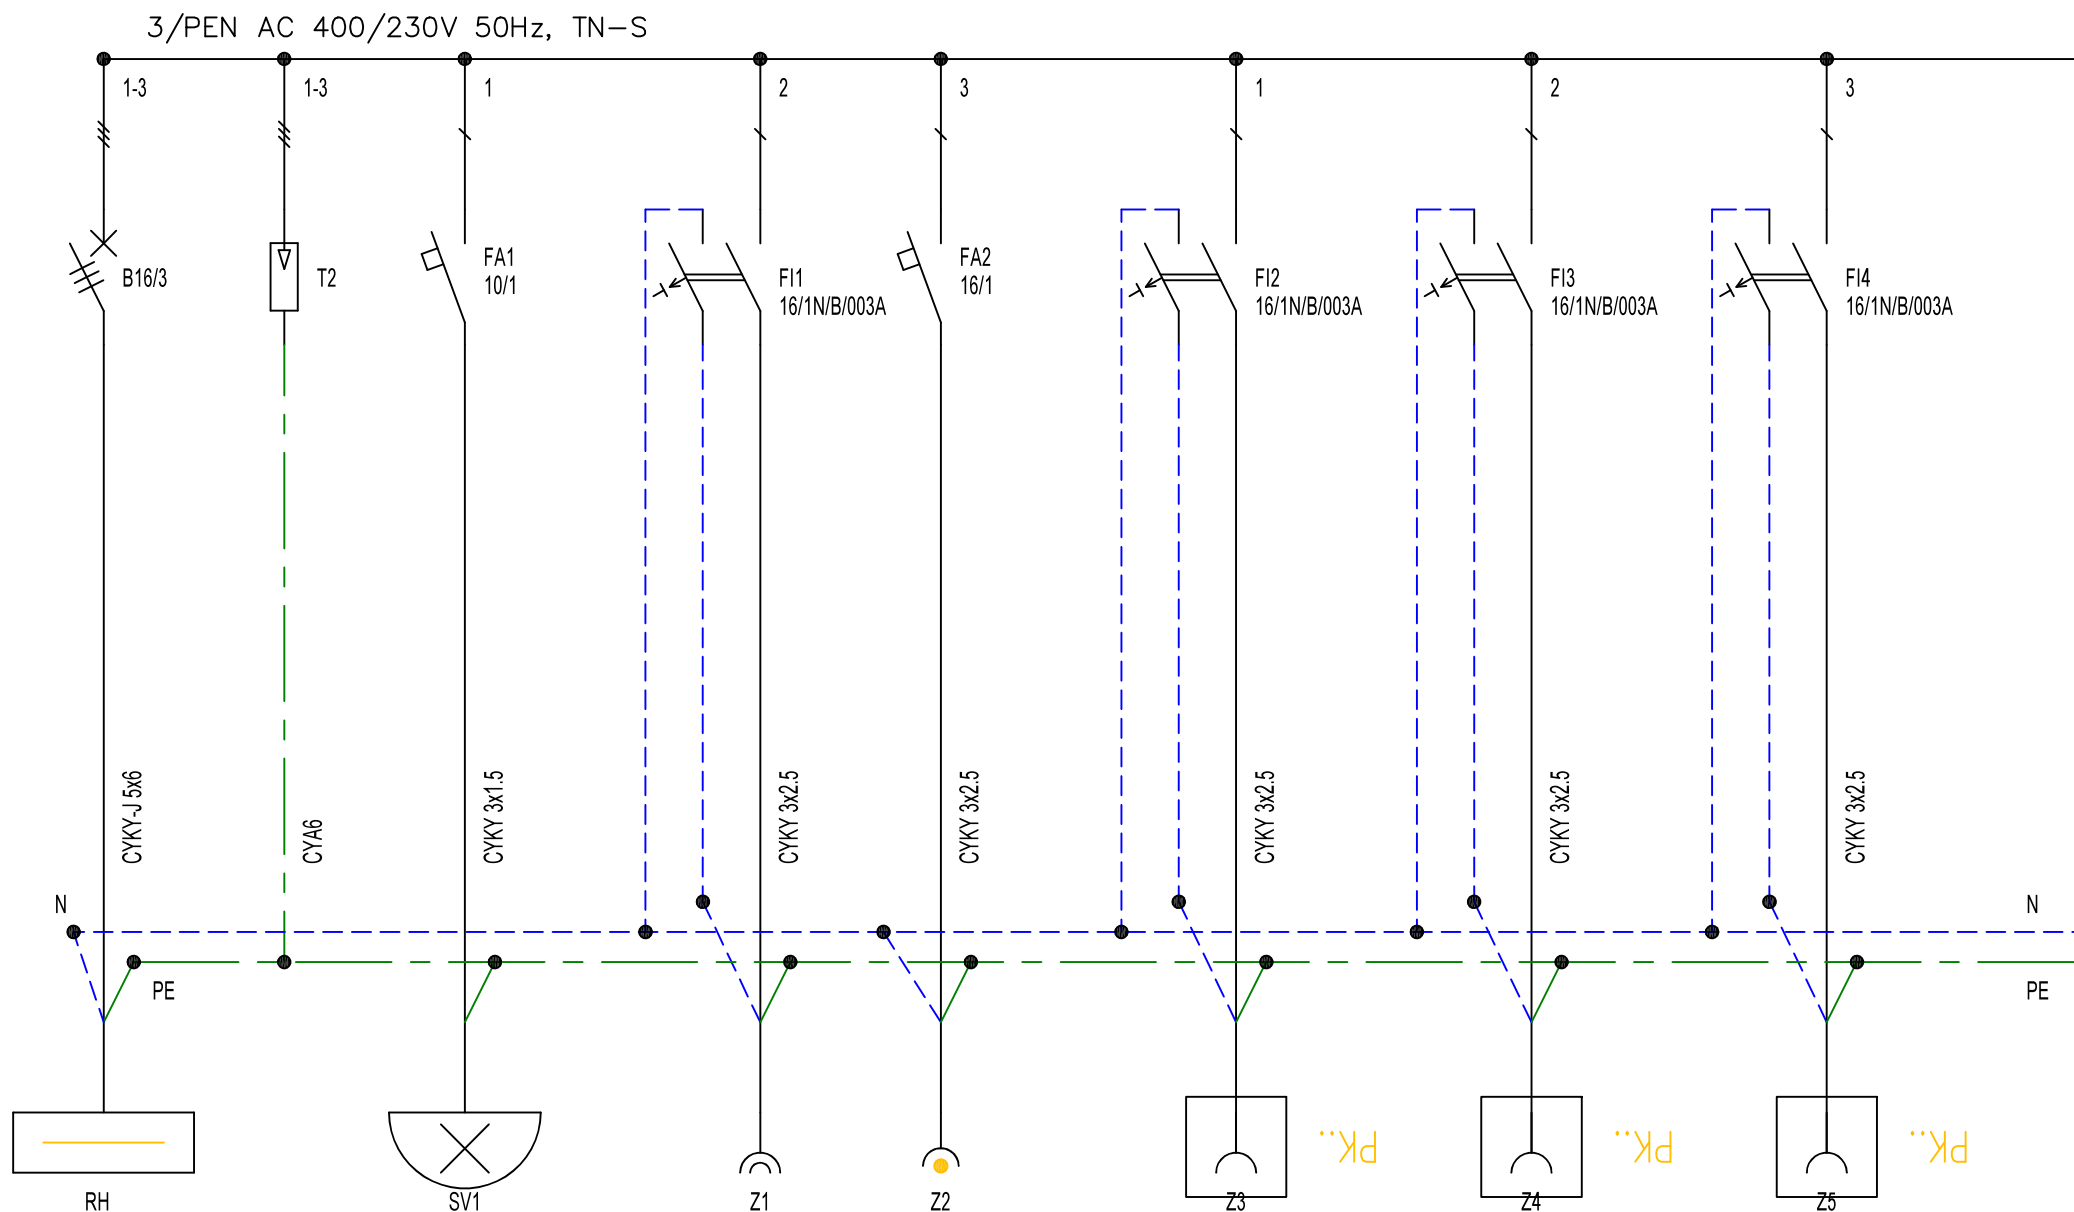 3/PEN AC 400/230V 50Hz, TN-S
1-3
1-3
1
2
3
1
2
3
B16/3
T2
FA1
10/1
FI1
16/1N/B/003A
FA2
16/1
FI2
16/1N/B/003A
FI3
16/1N/B/003A
FI4
16/1N/B/003A
CYKY-J 5x6
CYA6
CYKY 3x1.5
CYKY 3x2.5
CYKY 3x2.5
CYKY 3x2.5
CYKY 3x2.5
CYKY 3x2.5
N
N
PE
PE
PK..
PK..
PK..
RH
SV1
Z1
Z2
Z3
Z4
Z5